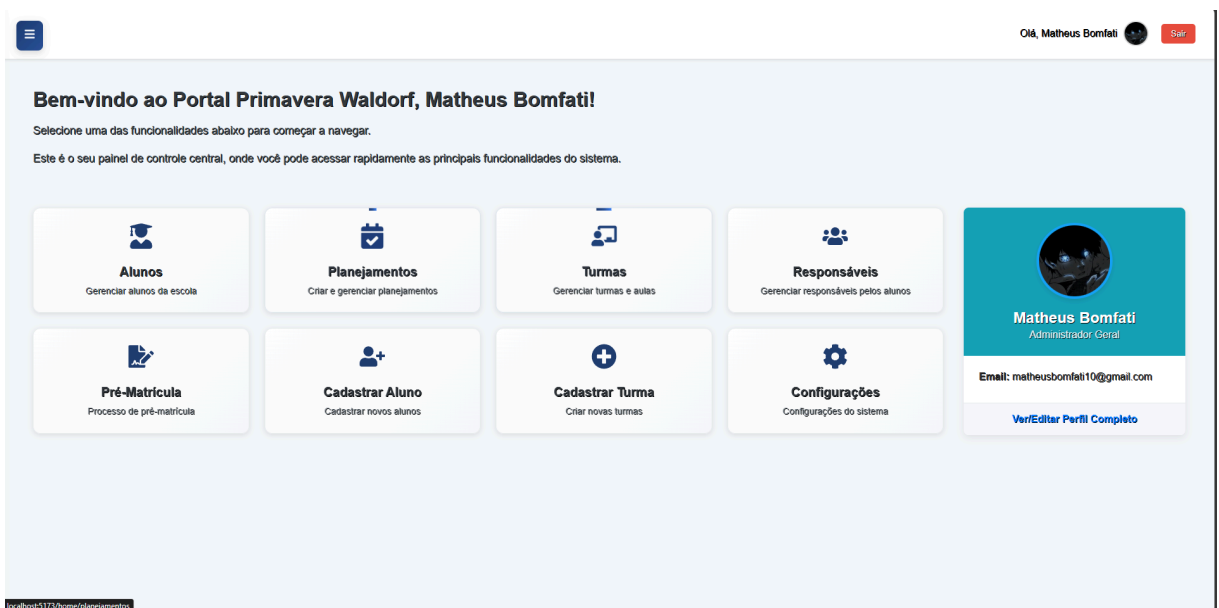 Olá, Matheus Bomfati
Sair
Bem-vindo ao Portal Primavera Waldorf, Matheus Bomfati!
Selecione uma das funcionalidades abaixo para começar a navegar.
Este é o seu painel de controle central, onde você pode acessar rapidamente as principais funcionalidades do sistema.
Alunos
Gerenciar alunos da escola
Planejamentos
Criar e gerenciar planejamentos
Turmas
Gerenciar turmas e aulas
Responsáveis
Gerenciar responsáveis pelos alunos
Pré-Matrícula
Processo de pré-matrícula
Cadastrar Aluno
Cadastrar novos alunos
Cadastrar Turma
Criar novas turmas
Configurações
Configurações do sistema
Matheus Bomfati
Administrador Geral
Email: matheusbomfati10@gmail.com
Ver/Editar Perfil Completo
localhost:5173/home/planejamentos